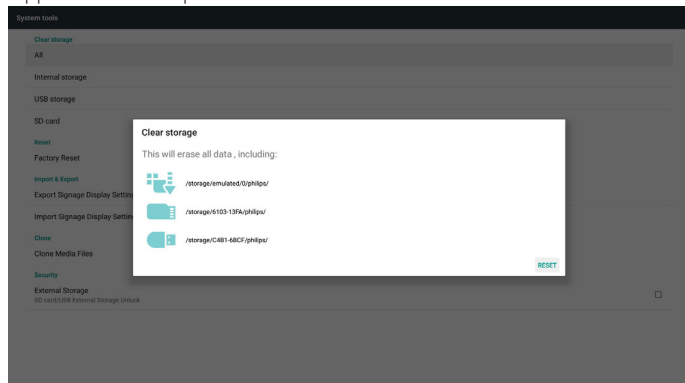 System tools
Clear storage
All
Internal storage
USB storage
SD card
Reset
Factory Reset
Import & Export
Export Signage Display Settin
Import Signage Display Settin
Clone
Clone Media Files
Security
External Storage
SD card/USB External Storage Unlock
Clear storage
This will erase all data , including:
/storage/emulated/0/philips/
/storage/6103-13FA/philips/
/storage/C4B1-6BCF/philips/
RESET